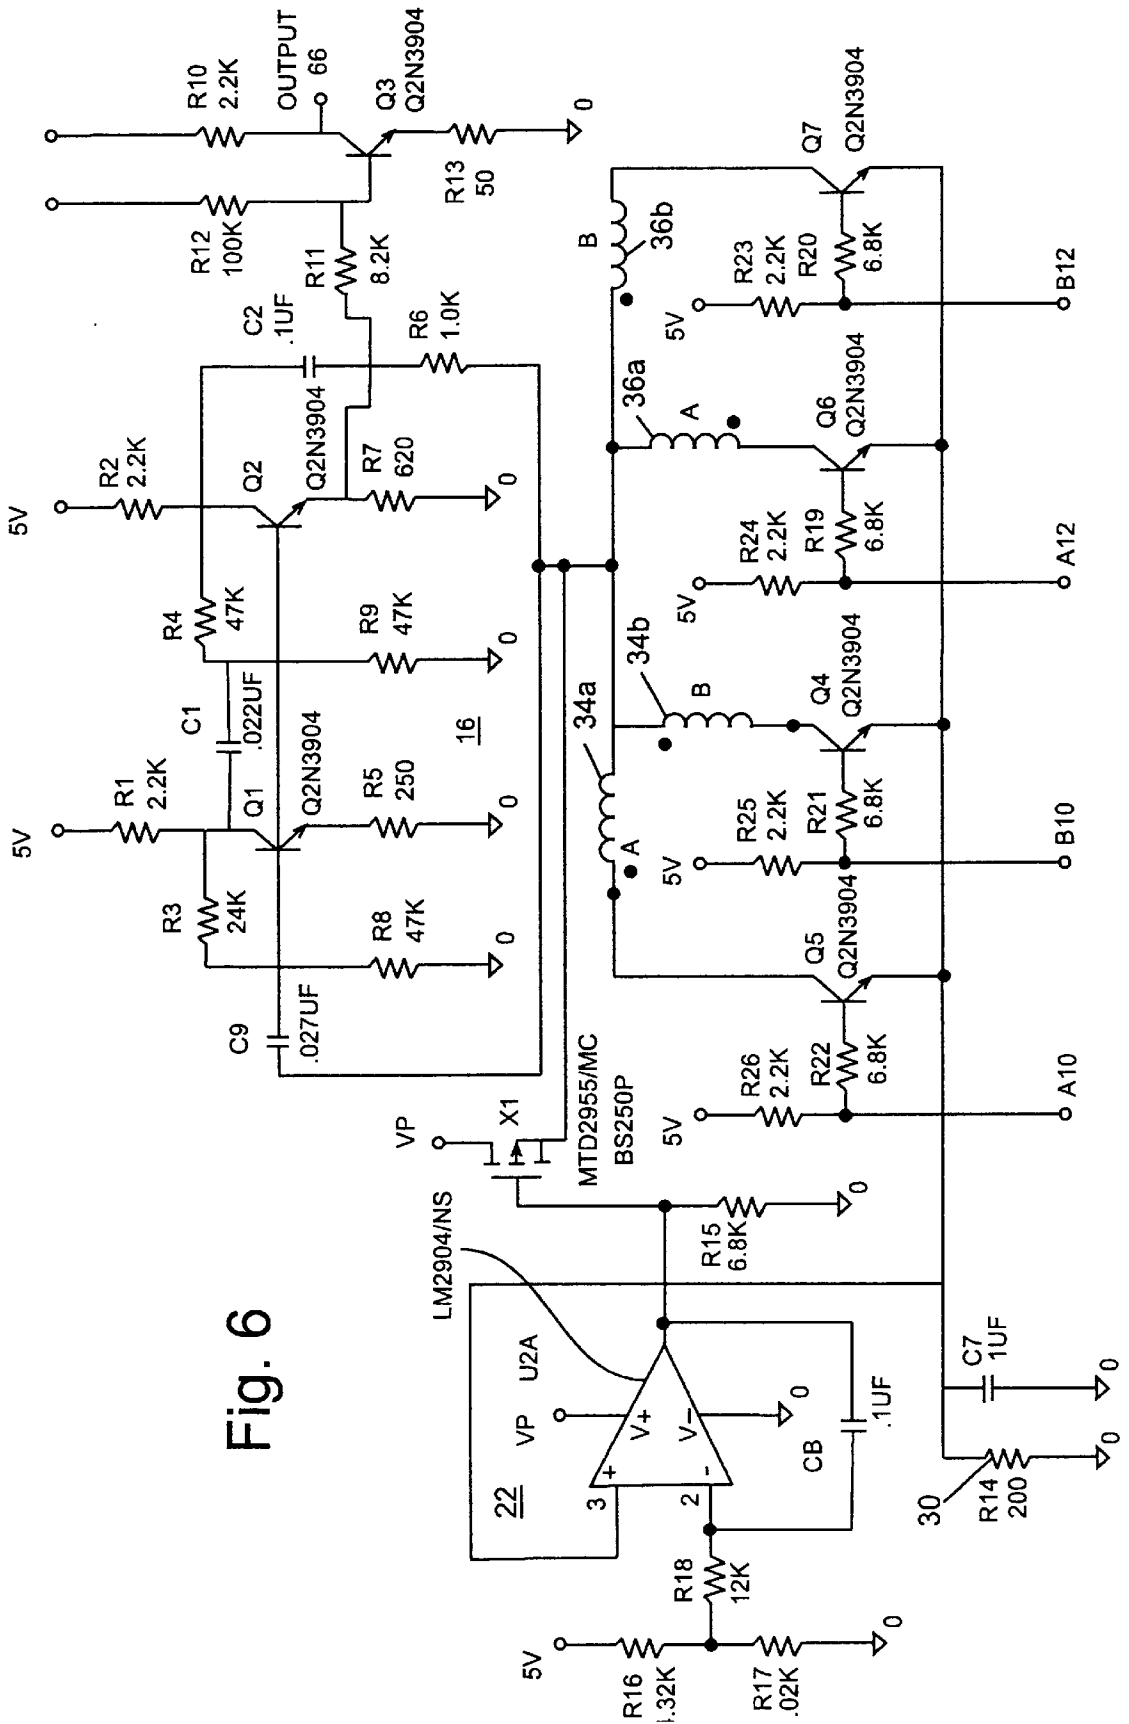 Fig. 6
5V
R1
2.2K
R3
24K
R8
47K
C9
.027UF
Q1
Q2N3904
R5
250
0
0
C1
.022UF
16
5V
R2
2.2K
R4
47K
R9
47K
0
Q2
Q2N3904
R7
620
0
C2
.1UF
R6
1.0K
R11
8.2K
R12
100K
R10
2.2K
OUTPUT
66
Q3
Q2N3904
R13
50
0
VP
X1
MTD2955/MC
BS250P
LM2904/NS
U2A
VP
V+
V-
0
+
-
3
2
22
CB
.1UF
R15
6.8K
0
5V
R16
.32K
R17
.02K
0
R18
12K
30
R14
200
0
C7
1UF
0
34a
A
34b
B
36a
A
36b
B
5V
R26
2.2K
R22
6.8K
Q5
Q2N3904
A10
5V
R25
2.2K
R21
6.8K
Q4
Q2N3904
B10
5V
R24
2.2K
R19
6.8K
Q6
Q2N3904
A12
5V
R23
2.2K
R20
6.8K
Q7
Q2N3904
B12